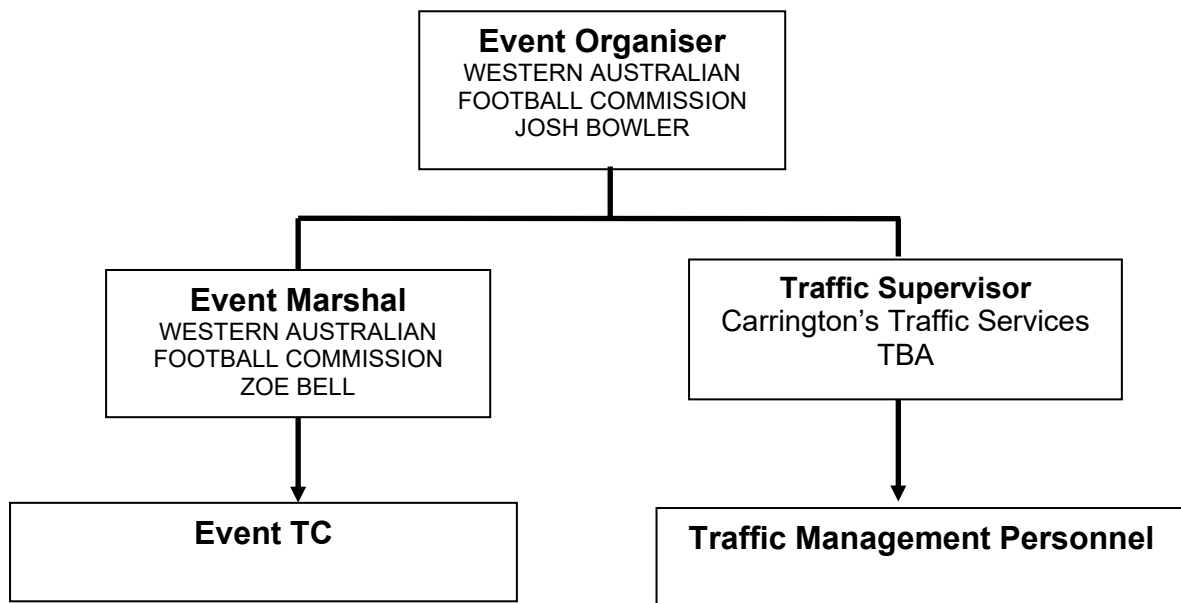 Event Organiser
WESTERN AUSTRALIAN
FOOTBALL COMMISSION
JOSH BOWLER
Event Marshal
WESTERN AUSTRALIAN
FOOTBALL COMMISSION
ZOE BELL
Traffic Supervisor
Carrington’s Traffic Services
TBA
Event TC
Traffic Management Personnel